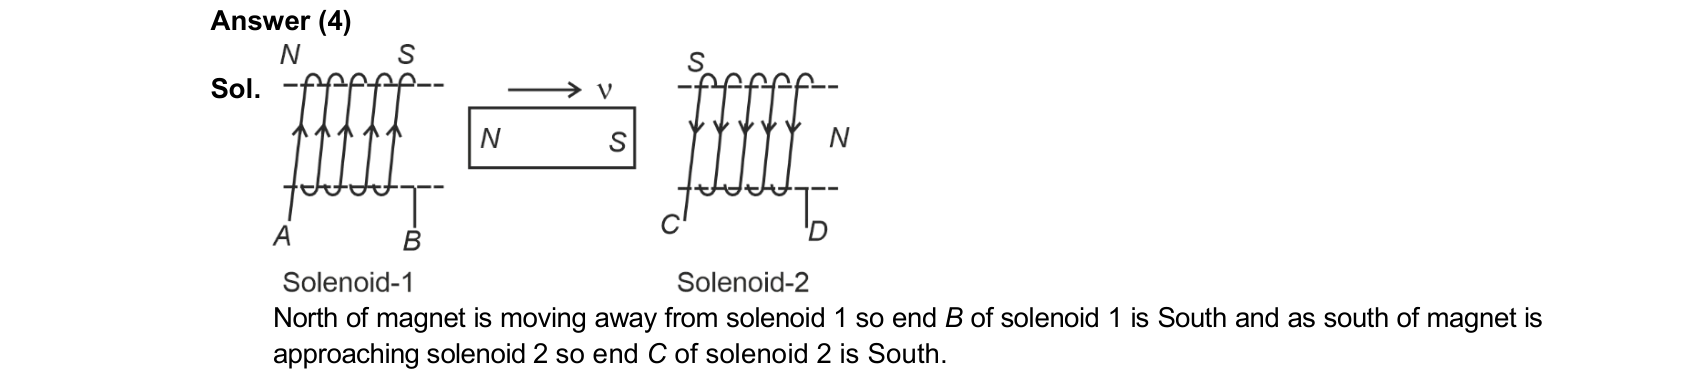 Answer (4)
N S S
Sol. v
N S N
A B C D
Solenoid-1 Solenoid-2
North of magnet is moving away from solenoid 1 so end B of solenoid 1 is South and as south of magnet is
approaching solenoid 2 so end C of solenoid 2 is South.